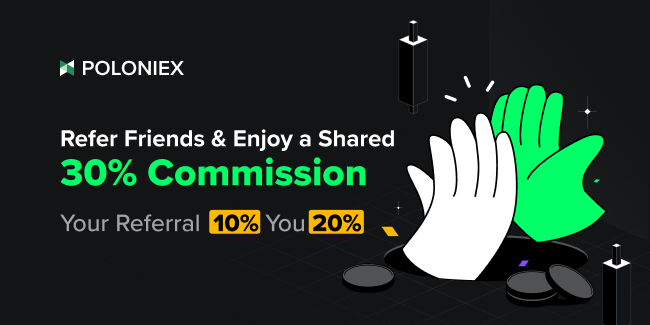 POLONIEX
Refer Friends & Enjoy a Shared
30% Commission
Your Referral 10% You 20%